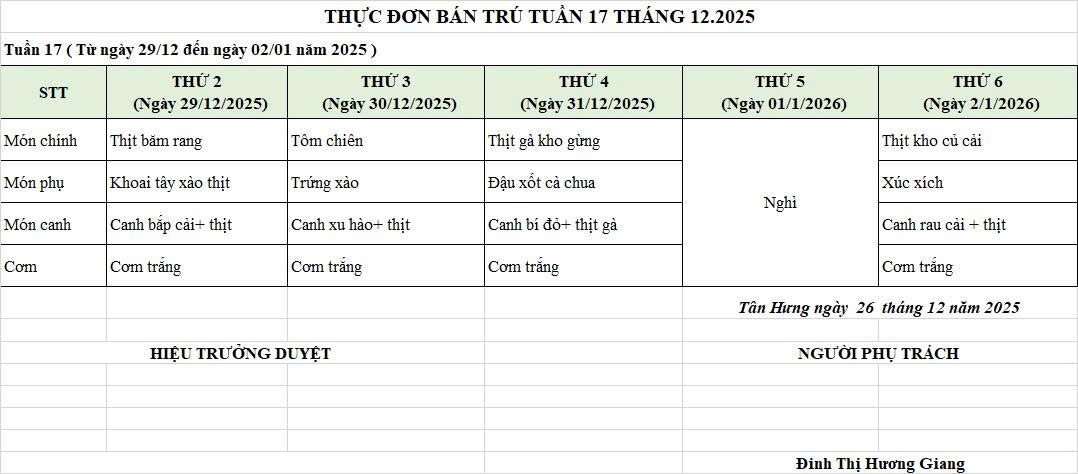 THỰC ĐƠN BÁN TRÚ TUẦN 17 THÁNG 12.2025
Tuần 17 ( Từ ngày 29/12 đến ngày 02/01 năm 2025 )
STT
THỨ 2
(Ngày 29/12/2025)
THỨ 3
(Ngày 30/12/2025)
THỨ 4
(Ngày 31/12/2025)
THỨ 5
(Ngày 01/1/2026)
THỨ 6
(Ngày 2/1/2026)
Món chính
Thịt băm rang
Tôm chiên
Thịt gà kho gừng
Nghỉ
Thịt kho củ cải
Món phụ
Khoai tây xào thịt
Trứng xào
Đậu xốt cà chua
Xúc xích
Món canh
Canh bắp cải+ thịt
Canh xu hào+ thịt
Canh bí đỏ+ thịt gà
Canh rau cải + thịt
Cơm
Cơm trắng
Cơm trắng
Cơm trắng
Cơm trắng
Tân Hưng ngày 26 tháng 12 năm 2025
HIỆU TRƯỞNG DUYỆT
NGƯỜI PHỤ TRÁCH
Đinh Thị Hương Giang